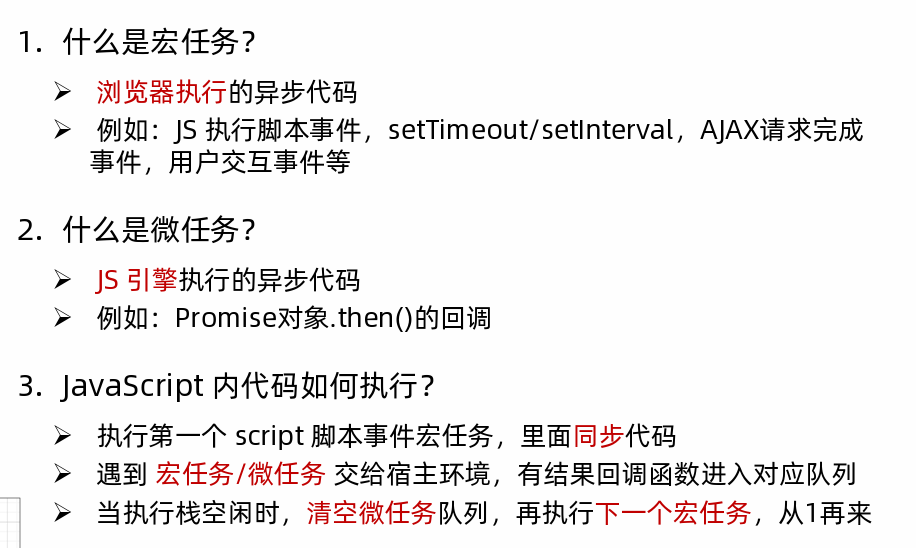 1. 什么是宏任务？
➢ 浏览器执行的异步代码
➢ 例如：JS 执行脚本事件，setTimeout/setInterval，AJAX请求完成
事件，用户交互事件等
2. 什么是微任务？
➢ JS 引擎执行的异步代码
➢ 例如：Promise对象.then()的回调
3. JavaScript 内代码如何执行？
➢ 执行第一个 script 脚本事件宏任务，里面同步代码
➢ 遇到 宏任务/微任务 交给宿主环境，有结果回调函数进入对应队列
➢ 当执行栈空闲时，清空微任务队列，再执行下一个宏任务，从1再来